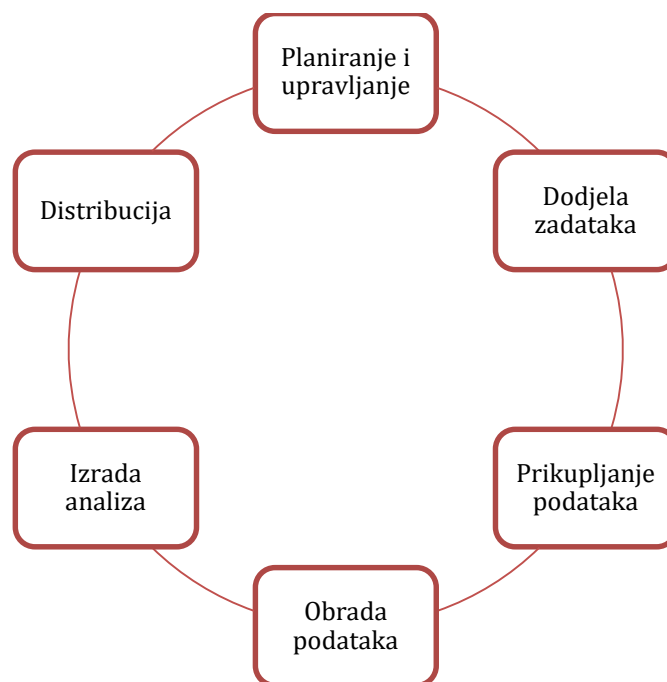 Planiranje i
upravljanje
Dodjela
zadataka
Prikupljanje
podataka
Obrada
podataka
Izrada
analiza
Distribucija